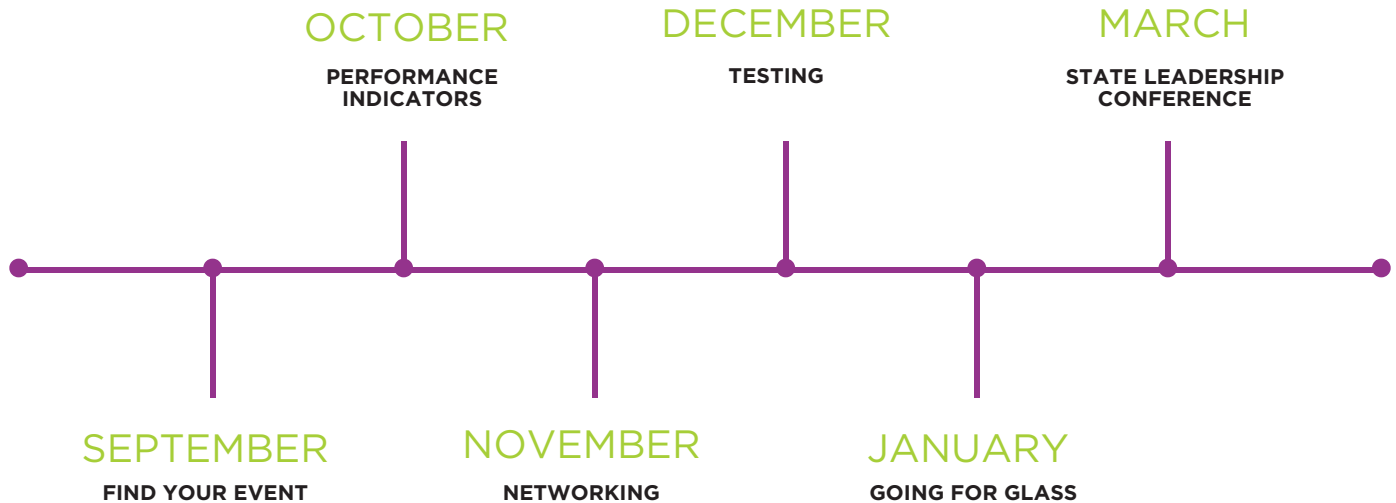 OCTOBER
PERFORMANCE
INDICATORS
DECEMBER
TESTING
MARCH
STATE LEADERSHIP
CONFERENCE
SEPTEMBER
FIND YOUR EVENT
NOVEMBER
NETWORKING
JANUARY
GOING FOR GLASS